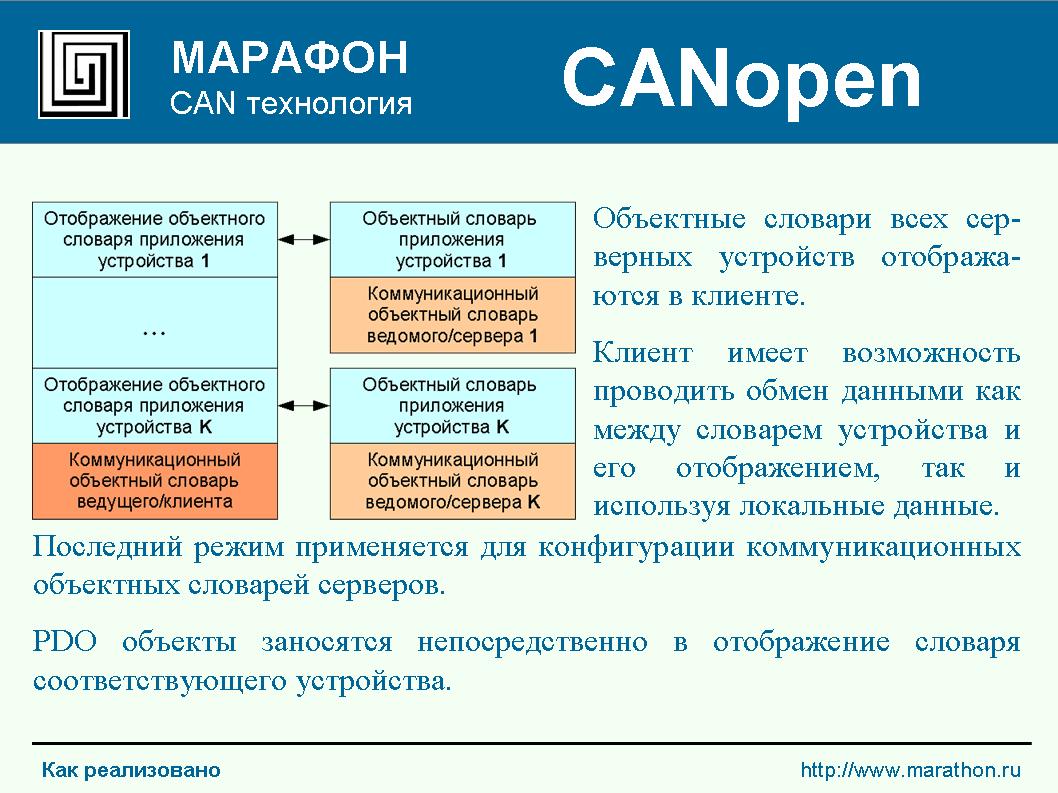 МАРАФОН
CAN технология
CANopen
Отображение объектного
словаря приложения
устройства 1
...
Отображение объектного
словаря приложения
устройства K
Коммуникационный
объектный словарь
ведущего/клиента
Объектный словарь
приложения
устройства 1
Коммуникационный
объектный словарь
ведомого/сервера 1
Объектный словарь
приложения
устройства K
Коммуникационный
объектный словарь
ведомого/сервера K
Объектные словари всех сер-
верных устройств отобража-
ются в клиенте.
Клиент имеет возможность
проводить обмен данными как
между словарем устройства и
его отображением, так и
используя локальные данные.
Последний режим применяется для конфигурации коммуникационных
объектных словарей серверов.
PDO объекты заносятся непосредственно в отображение словаря
соответствующего устройства.
Как реализовано
http://www.marathon.ru